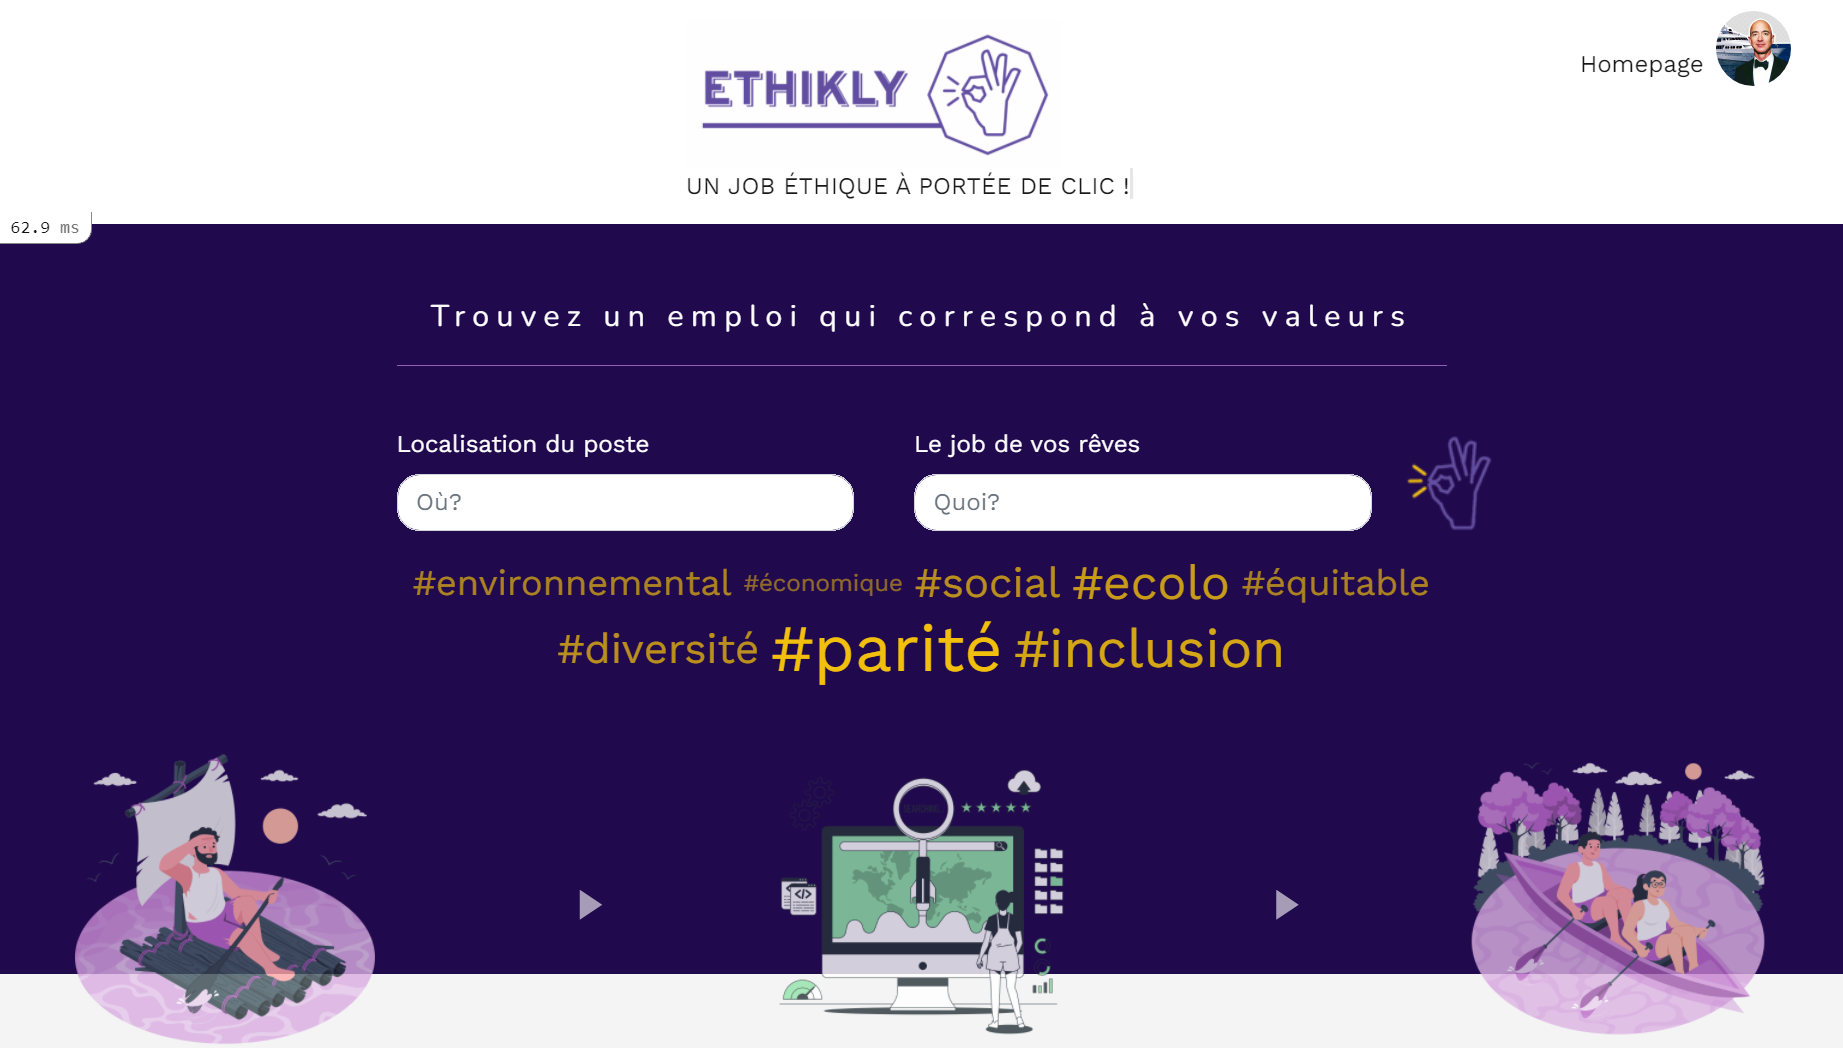 Homepage
ETHIKLY
UN JOB ÉTHIQUE À PORTÉE DE CLIC !
62.9 ms
Trouvez un emploi qui correspond à vos valeurs
Localisation du poste
Le job de vos rêves
Où?
Quoi?
#environnemental #économique #social #ecolo #équitable
#diversité #parité #inclusion